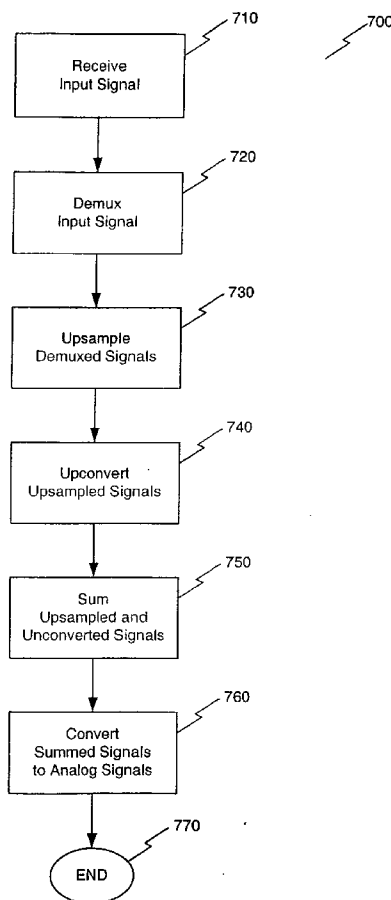 710
700
Receive
Input Signal
720
Demux
Input Signal
730
Upsample
Demuxed Signals
740
Upconvert
Upsampled Signals
750
Sum
Upsampled and
Unconverted Signals
760
Convert
Summed Signals
to Analog Signals
770
END